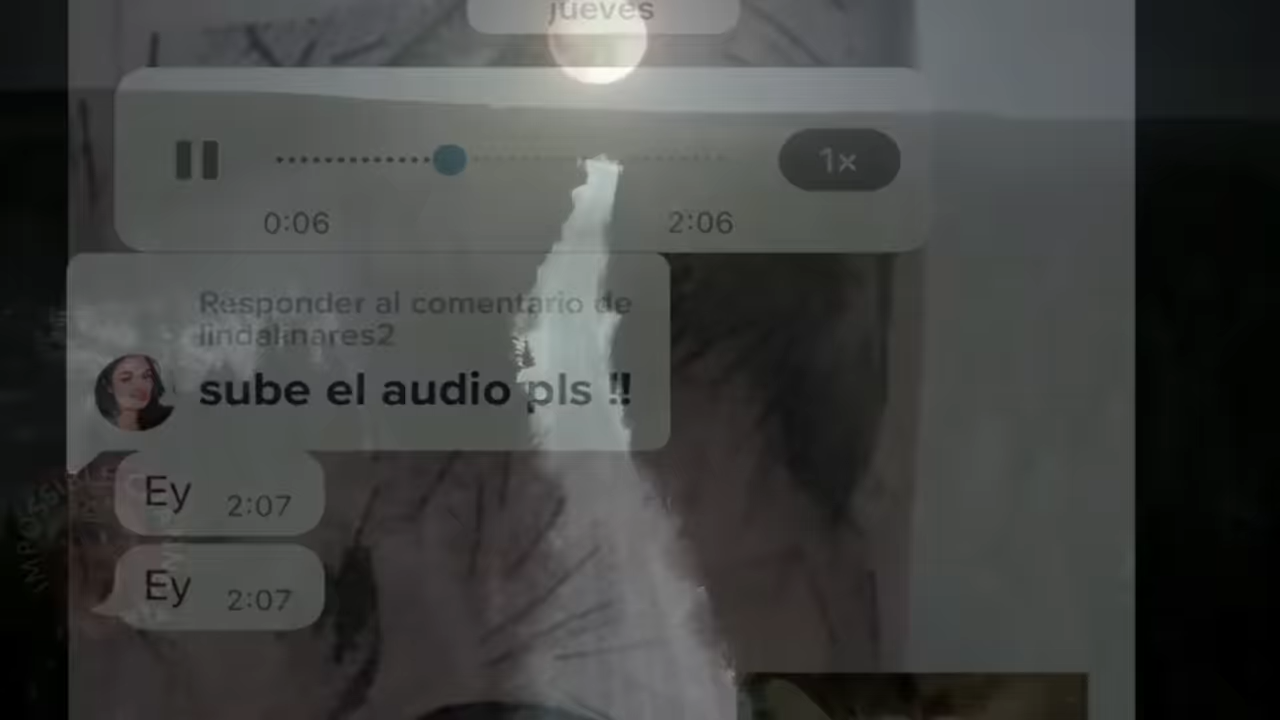 jueves
1x
0:06 2:06
Responder al comentario de
lindalinares2
sube el audio pls !!
Ey 2:07
Ey 2:07